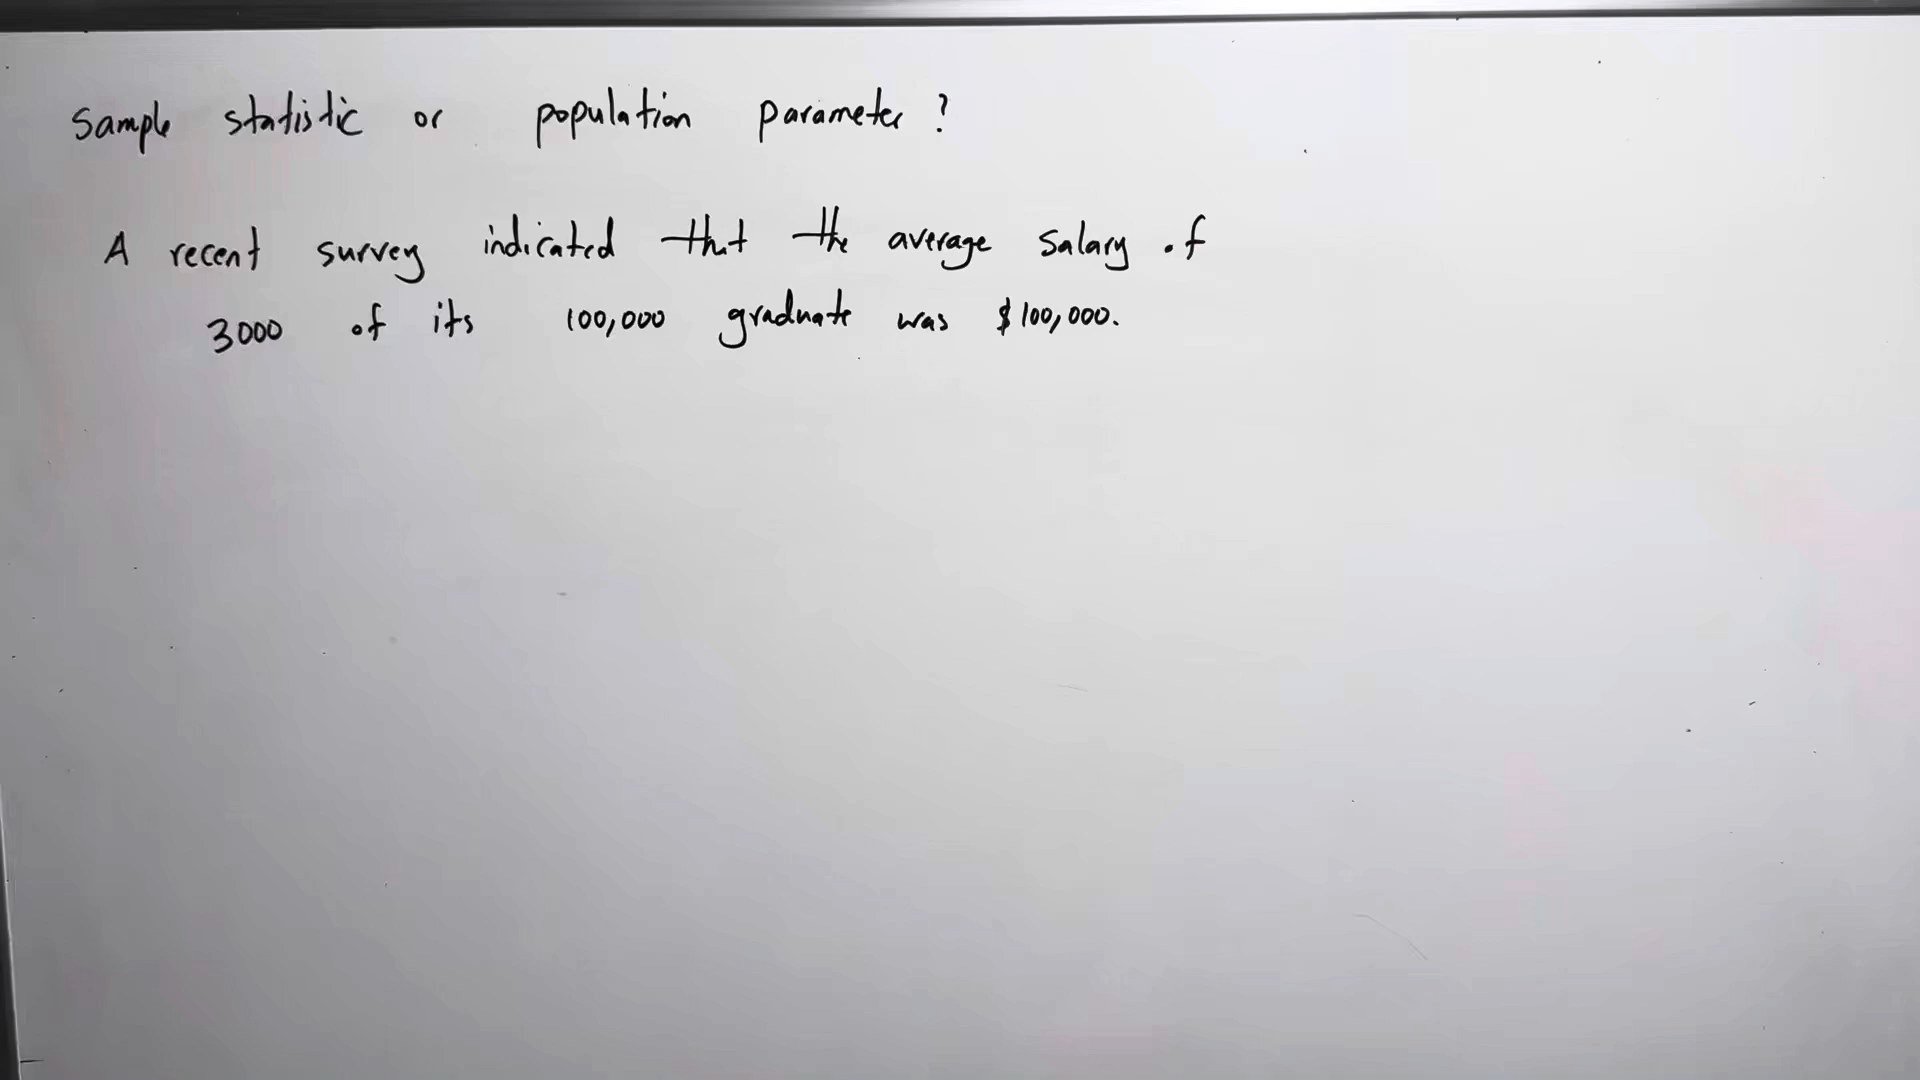 Sample statistic or population parameter ?
A recent survey indicated that the average salary of
3000 of its 100,000 graduate was $100,000.